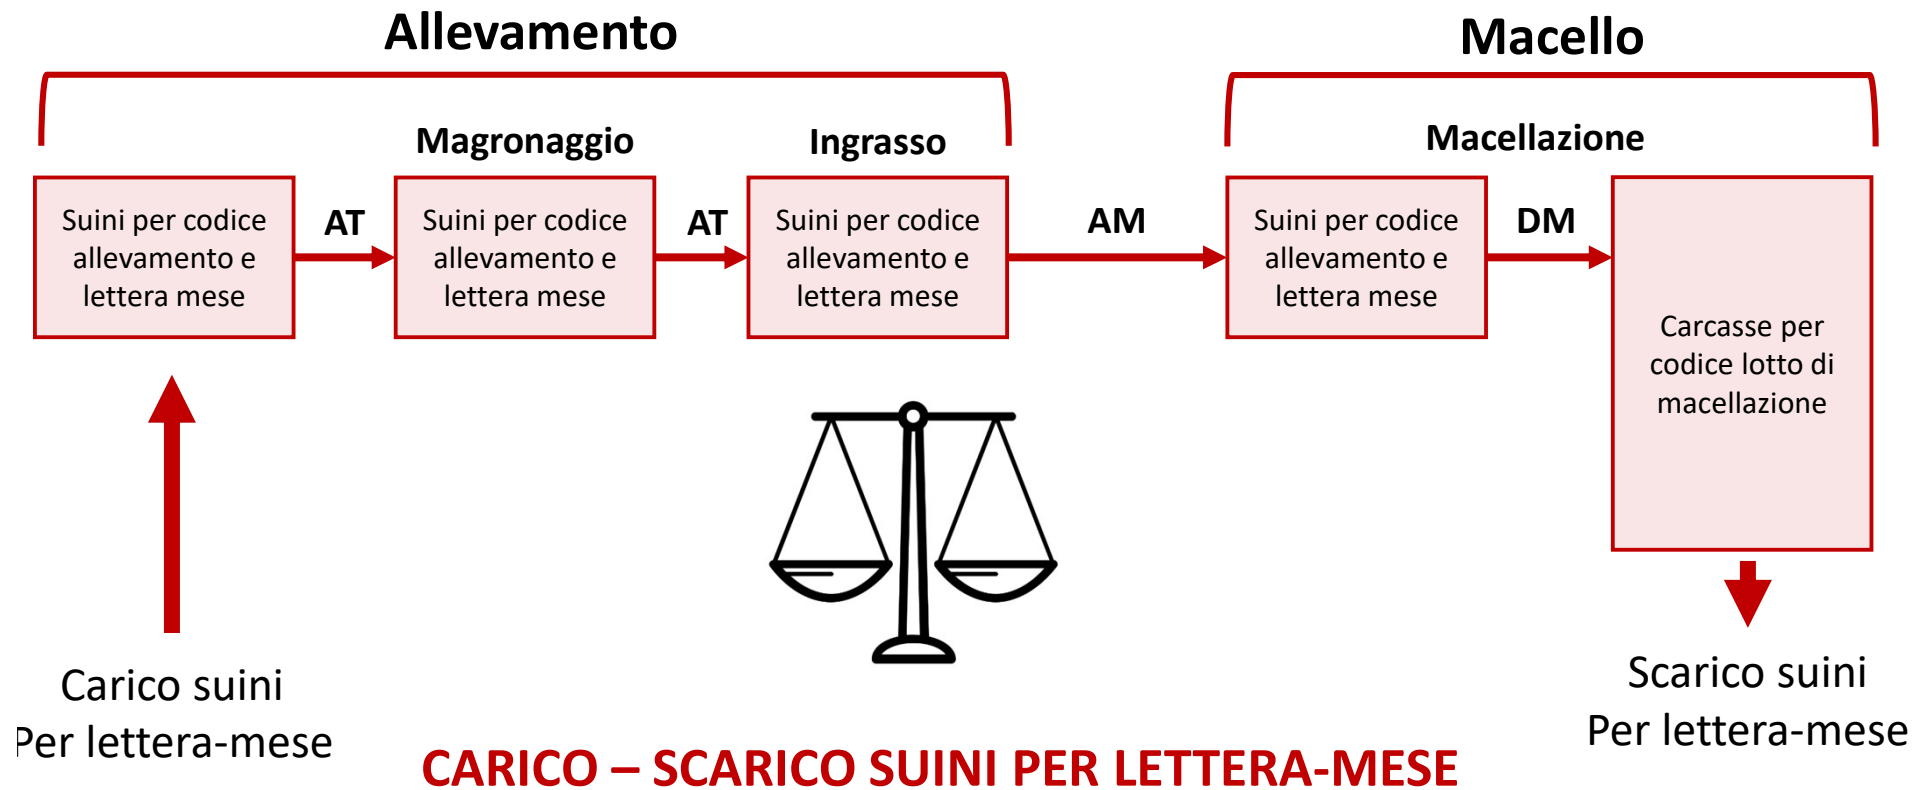 Allevamento
Macello
Magronaggio
Ingrasso
Macellazione
Suini per codice
allevamento e
lettera mese
AT
Suini per codice
allevamento e
lettera mese
AT
Suini per codice
allevamento e
lettera mese
AM
Suini per codice
allevamento e
lettera mese
DM
Carcasse per
codice lotto di
macellazione
Carico suini
Per lettera-mese
Scarico suini
Per lettera-mese
CARICO – SCARICO SUINI PER LETTERA-MESE